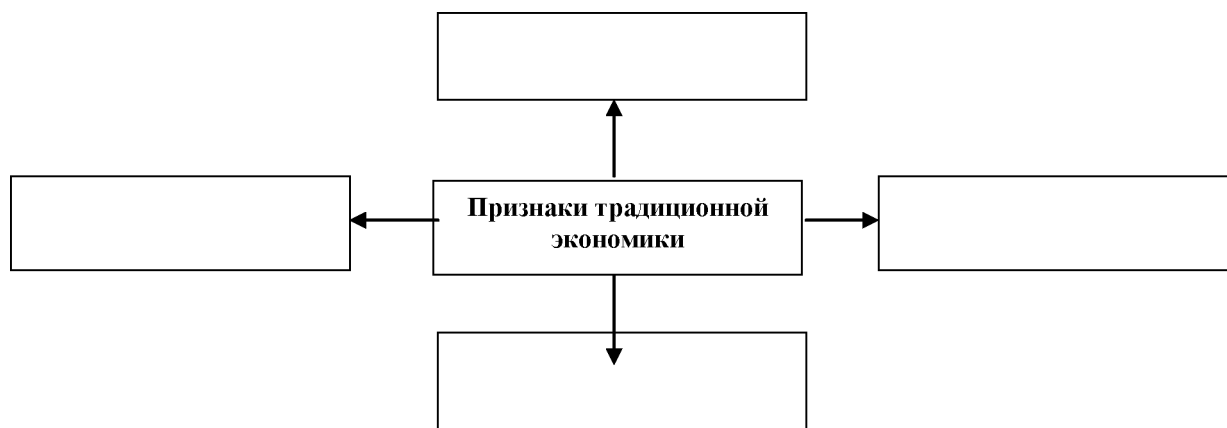 Признаки традиционной
экономики